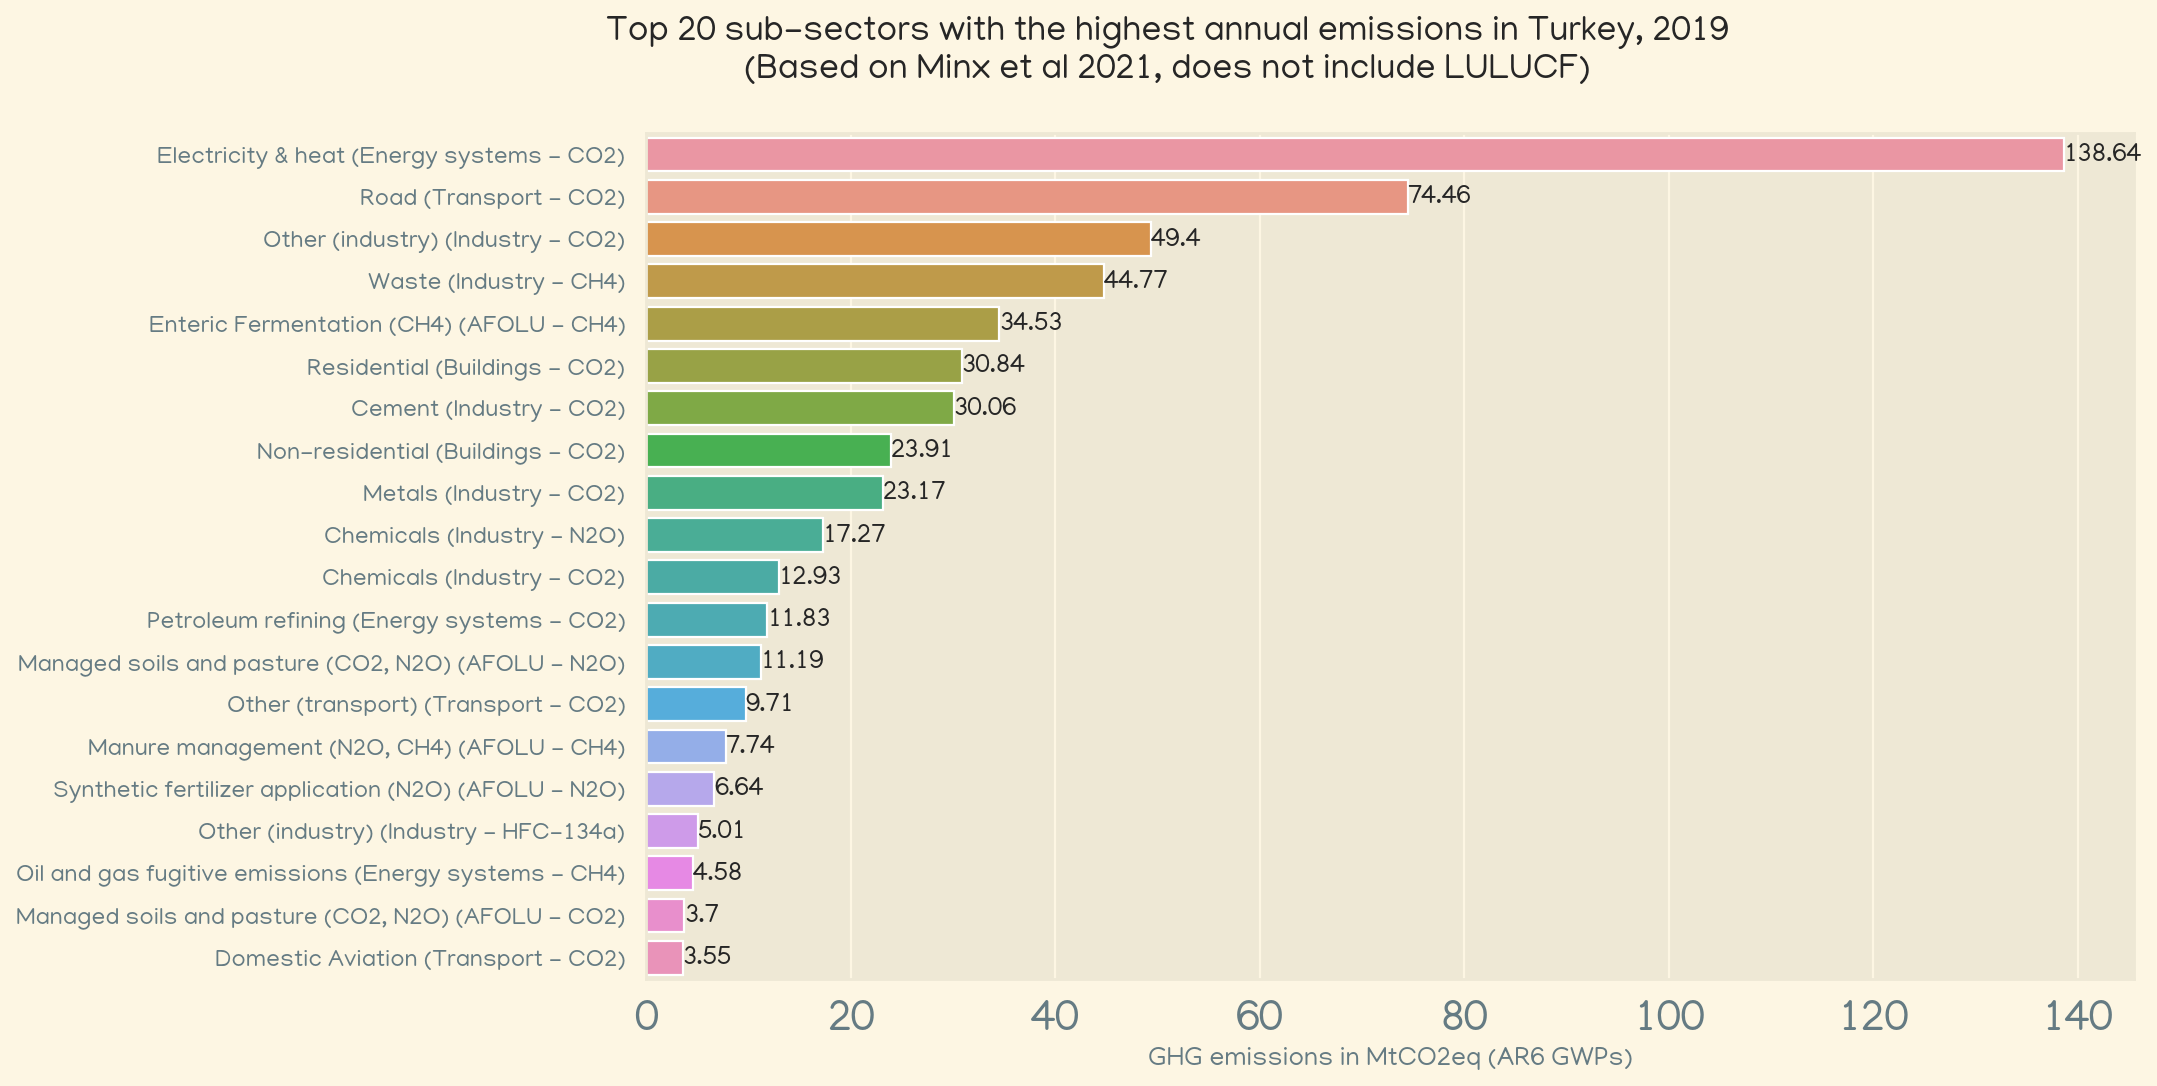 Top 20 sub-sectors with the highest annual emissions in Turkey, 2019
(Based on Minx et al 2021, does not include LULUCF)
Electricity & heat (Energy systems - CO2) 138.64
Road (Transport - CO2) 74.46
Other (industry) (Industry - CO2) 49.4
Waste (Industry - CH4) 44.77
Enteric Fermentation (CH4) (AFOLU - CH4) 34.53
Residential (Buildings - CO2) 30.84
Cement (Industry - CO2) 30.06
Non-residential (Buildings - CO2) 23.91
Metals (Industry - CO2) 23.17
Chemicals (Industry - N2O) 17.27
Chemicals (Industry - CO2) 12.93
Petroleum refining (Energy systems - CO2) 11.83
Managed soils and pasture (CO2, N2O) (AFOLU - N2O) 11.19
Other (transport) (Transport - CO2) 9.71
Manure management (N2O, CH4) (AFOLU - CH4) 7.74
Synthetic fertilizer application (N2O) (AFOLU - N2O) 6.64
Other (industry) (Industry - HFC-134a) 5.01
Oil and gas fugitive emissions (Energy systems - CH4) 4.58
Managed soils and pasture (CO2, N2O) (AFOLU - CO2) 3.7
Domestic Aviation (Transport - CO2) 3.55
0 20 40 60 80 100 120 140
GHG emissions in MtCO2eq (AR6 GWPs)